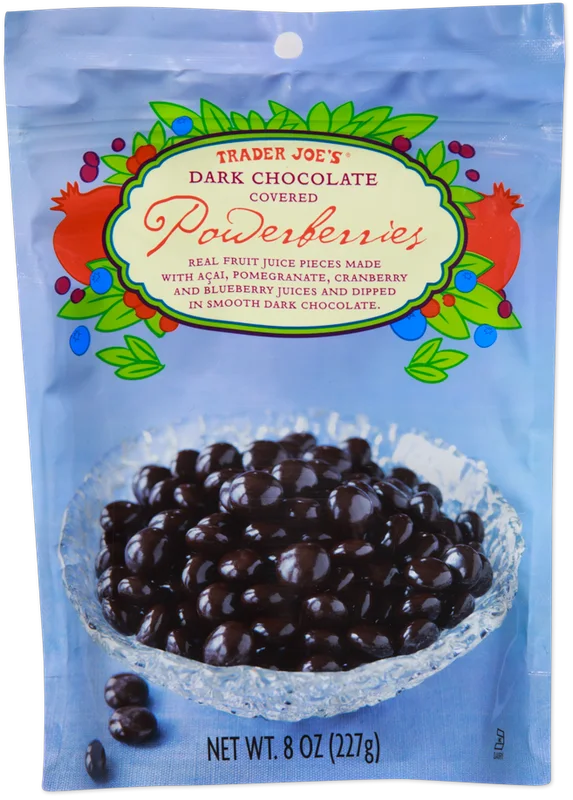 TRADER JOE'S®
DARK CHOCOLATE
COVERED
Powerberries
REAL FRUIT JUICE PIECES MADE
WITH AÇAI, POMEGRANATE, CRANBERRY
AND BLUEBERRY JUICES AND DIPPED
IN SMOOTH DARK CHOCOLATE.
NET WT. 8 OZ (227g)